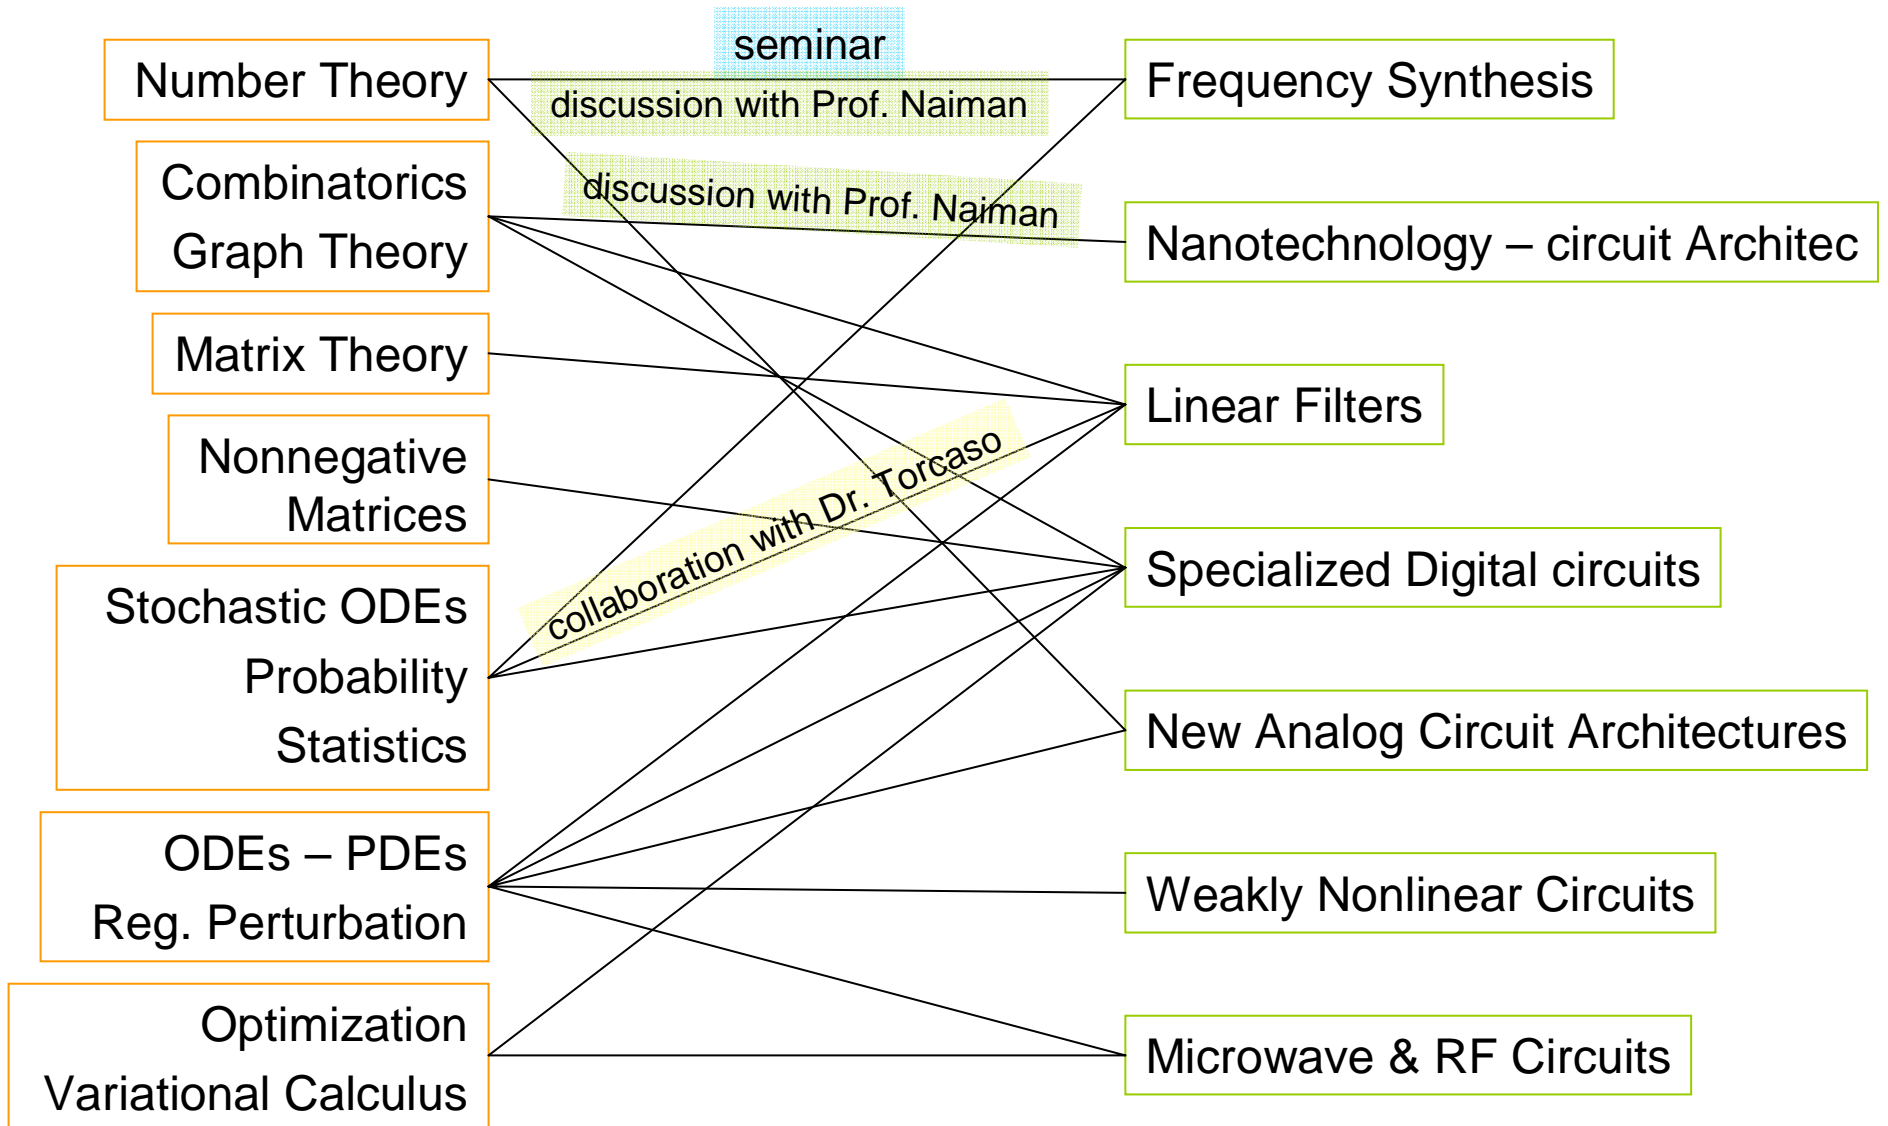 Number Theory
Combinatorics
Graph Theory
Matrix Theory
Nonnegative
Matrices
Stochastic ODEs
Probability
Statistics
ODEs – PDEs
Reg. Perturbation
Optimization
Variational Calculus
seminar
discussion with Prof. Naiman
discussion with Prof. Naiman
collaboration with Dr. Torcaso
Frequency Synthesis
Nanotechnology – circuit Architec
Linear Filters
Specialized Digital circuits
New Analog Circuit Architectures
Weakly Nonlinear Circuits
Microwave & RF Circuits